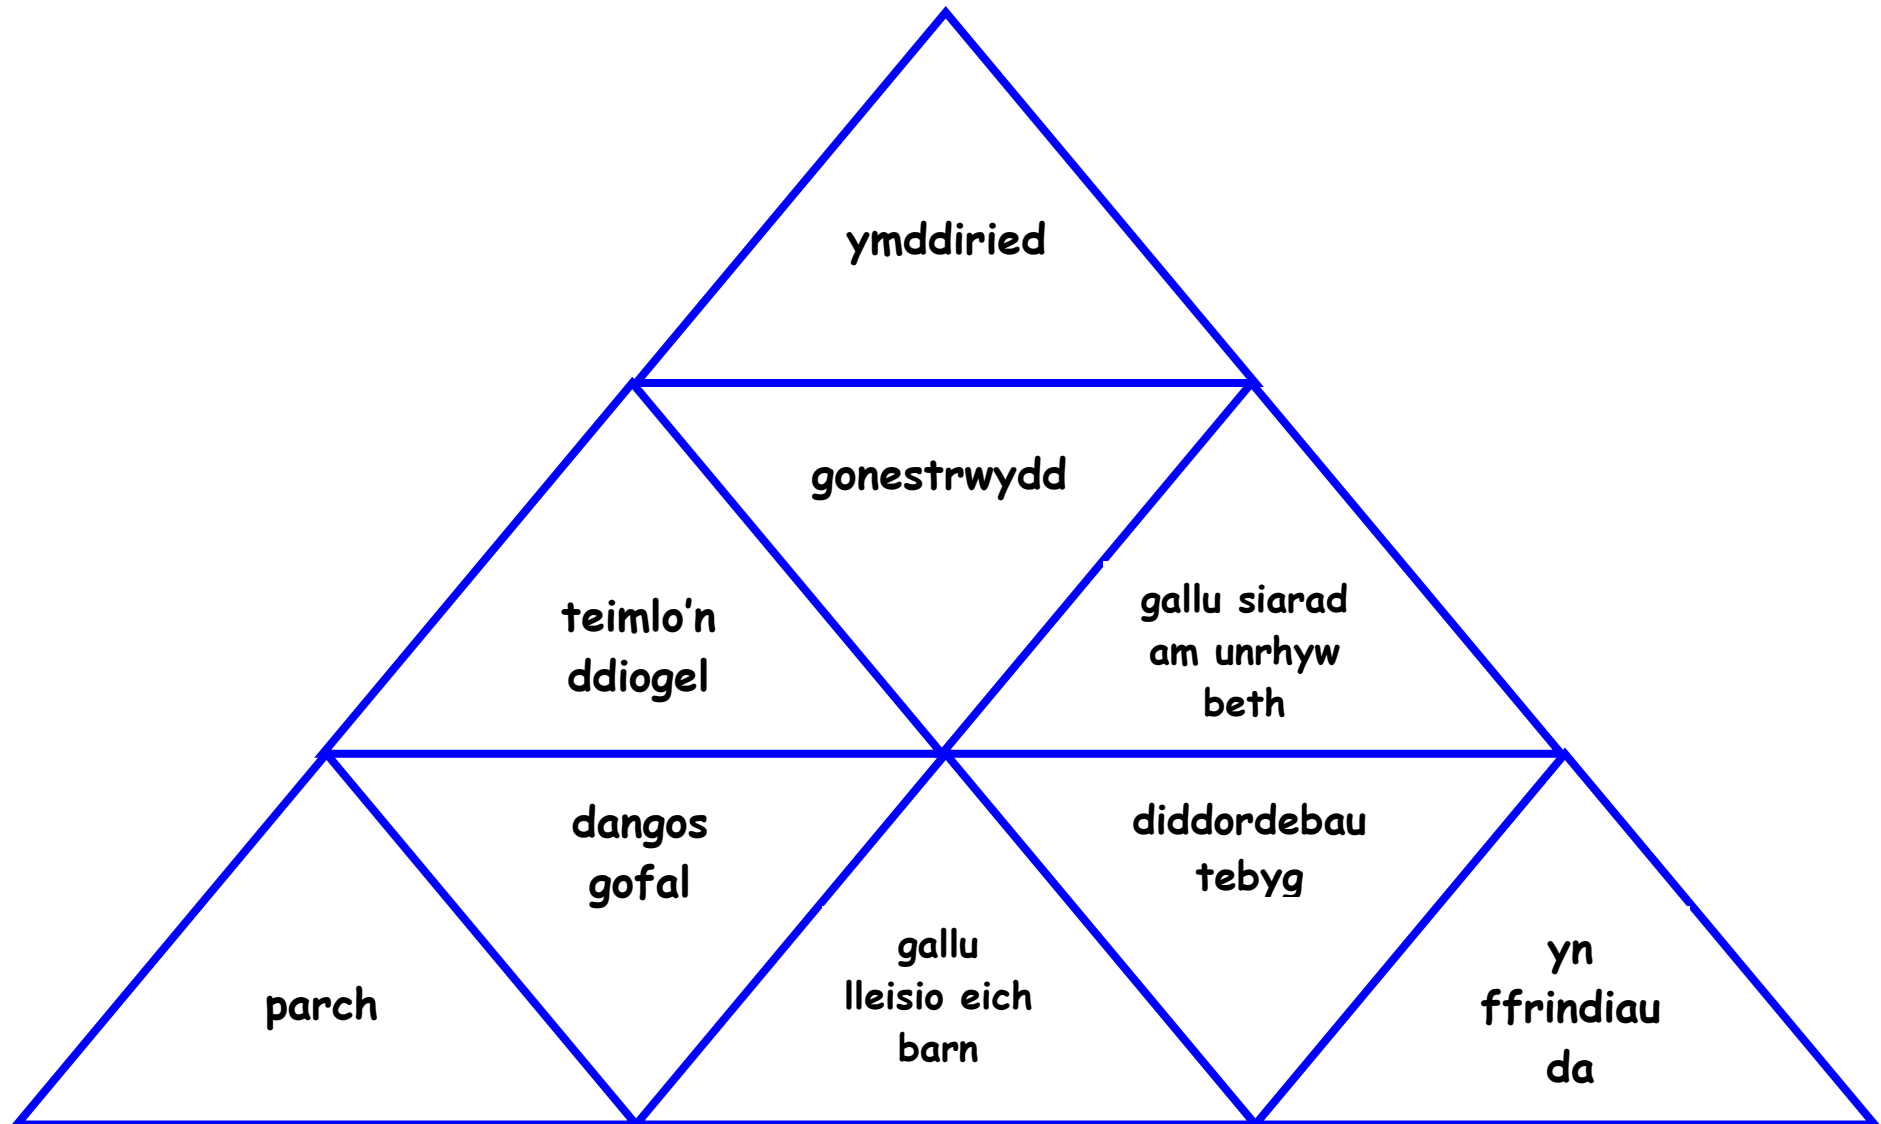 ymddiried
gonestrwydd
teimlo'n
ddiogel
gallu siarad
am unrhyw
beth
dangos
gofal
diddordebau
tebyg
parch
gallu
lleisio eich
barn
yn
ffrindiau
da